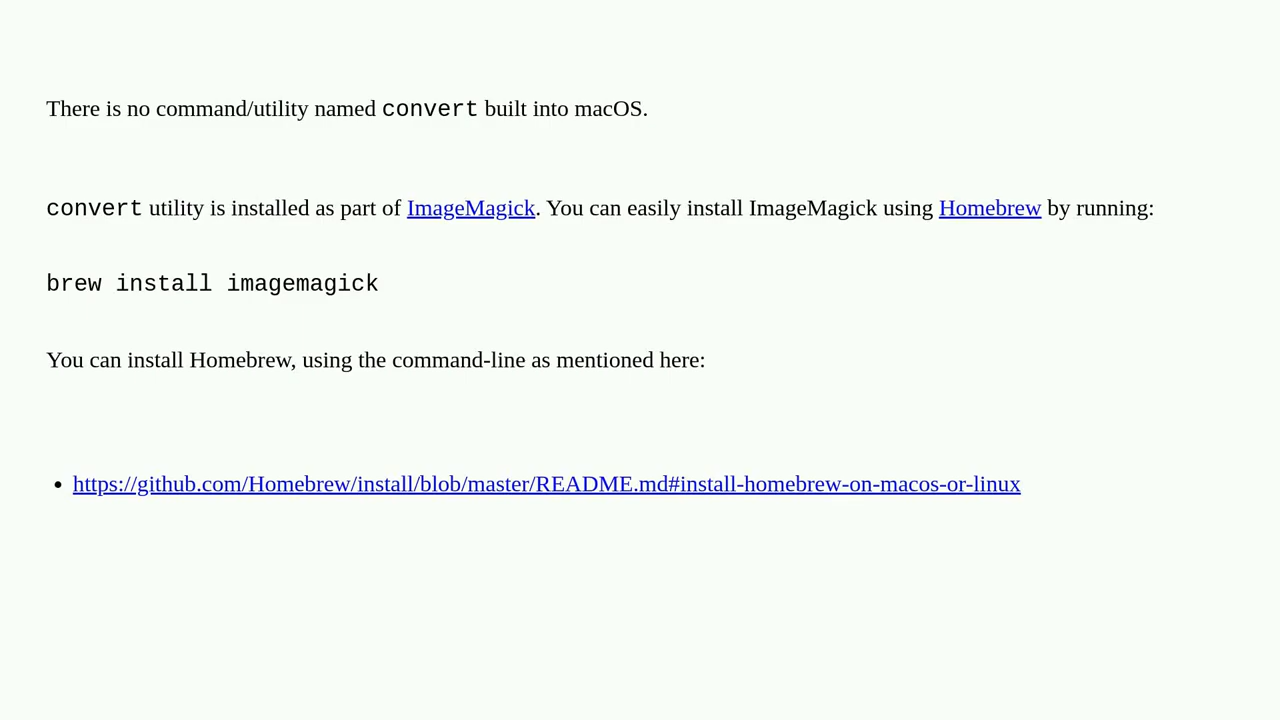 There is no command/utility named convert built into macOS.
convert utility is installed as part of ImageMagick. You can easily install ImageMagick using Homebrew by running:
brew install imagemagick
You can install Homebrew, using the command-line as mentioned here:
• https://github.com/Homebrew/install/blob/master/README.md#install-homebrew-on-macos-or-linux